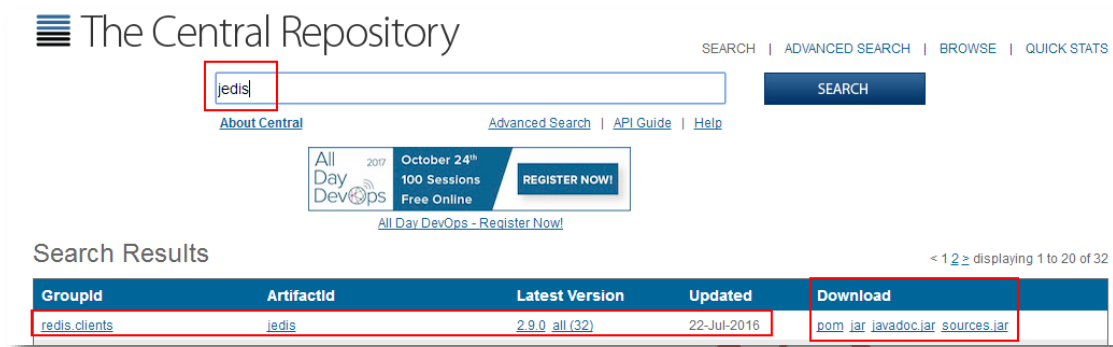 The Central Repository
SEARCH | ADVANCED SEARCH | BROWSE | QUICK STATS
jedis
SEARCH
About Central
Advanced Search | API Guide | Help
All Day DevOps 2017
October 24th
100 Sessions
Free Online
REGISTER NOW!
All Day DevOps - Register Now!
Search Results
< 1 2 > displaying 1 to 20 of 32
GroupId ArtifactId Latest Version Updated Download
redis.clients jedis 2.9.0 all (32) 22-Jul-2016 pom jar javadoc.jar sources.jar